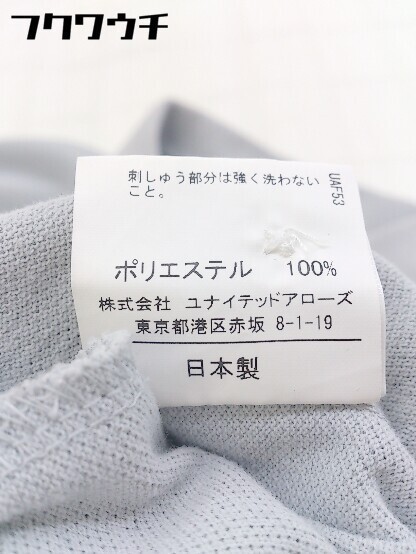 フクワウチ
刺しゅう部分は強く洗わない
こと。
UAF53
ポリエステル 100%
株式会社 ユナイテッドアローズ
東京都港区赤坂 8-1-19
日本製